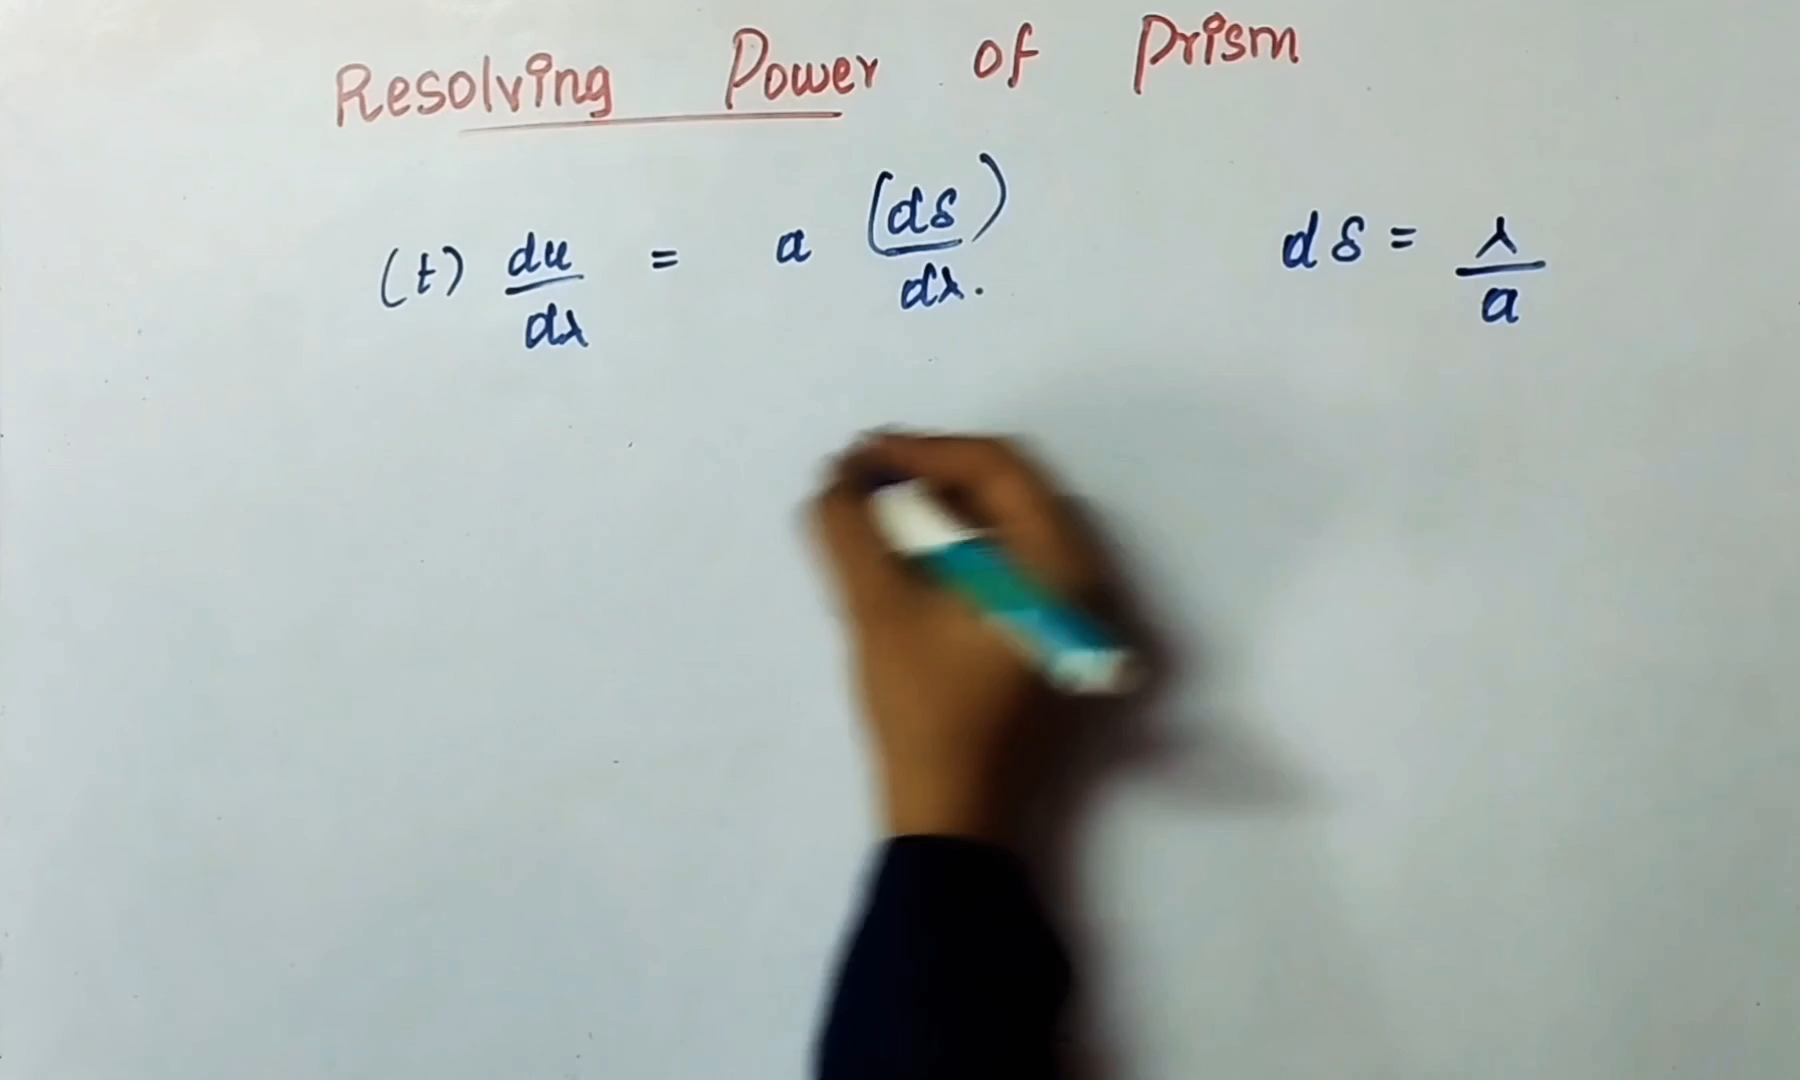 Resolving Power of Prism
(t) du/dλ = a (dδ)/dλ. dδ = λ/a